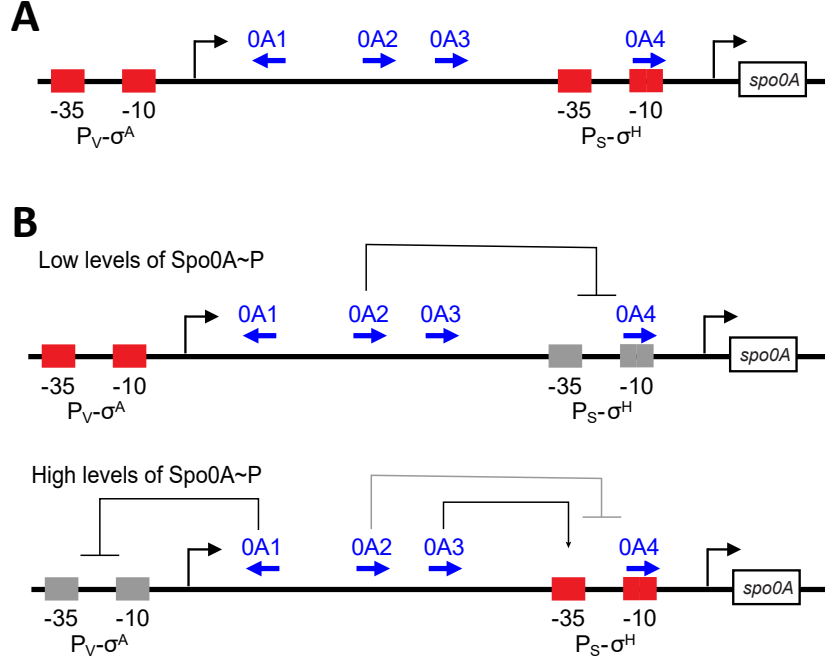 A
0A1 0A2 0A3 0A4
-35 -10 -35 -10 spo0A
PV-σA PS-σH
B
Low levels of Spo0A~P
0A1 0A2 0A3 0A4
-35 -10 -35 -10 spo0A
PV-σA PS-σH
High levels of Spo0A~P
0A1 0A2 0A3 0A4
-35 -10 -35 -10 spo0A
PV-σA PS-σH